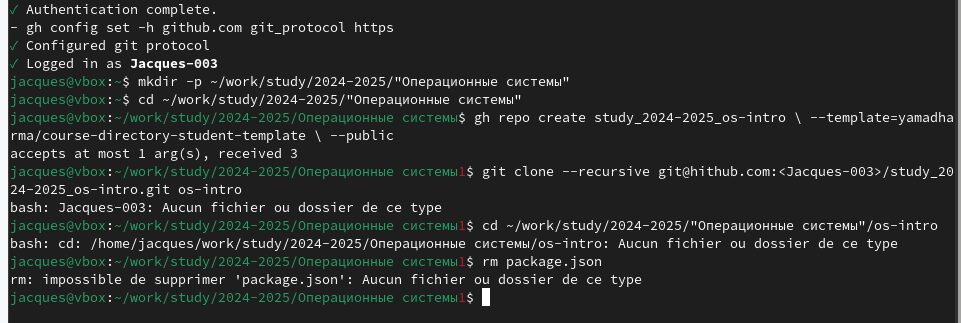 ✓ Authentication complete.
- gh config set -h github.com git_protocol https
✓ Configured git protocol
✓ Logged in as Jacques-003
jacques@vbox:~$ mkdir -p ~/work/study/2024-2025/"Операционные системы"
jacques@vbox:~$ cd ~/work/study/2024-2025/"Операционные системы"
jacques@vbox:~/work/study/2024-2025/Операционные системы$ gh repo create study_2024-2025_os-intro \ --template=yamadha
rma/course-directory-student-template \ --public
accepts at most 1 arg(s), received 3
jacques@vbox:~/work/study/2024-2025/Операционные системы1$ git clone --recursive git@hithub.com:<Jacques-003>/study_20
24-2025_os-intro.git os-intro
bash: Jacques-003: Aucun fichier ou dossier de ce type
jacques@vbox:~/work/study/2024-2025/Операционные системы1$ cd ~/work/study/2024-2025/"Операционные системы"/os-intro
bash: cd: /home/jacques/work/study/2024-2025/Операционные системы/os-intro: Aucun fichier ou dossier de ce type
jacques@vbox:~/work/study/2024-2025/Операционные системы1$ rm package.json
rm: impossible de supprimer 'package.json': Aucun fichier ou dossier de ce type
jacques@vbox:~/work/study/2024-2025/Операционные системы1$